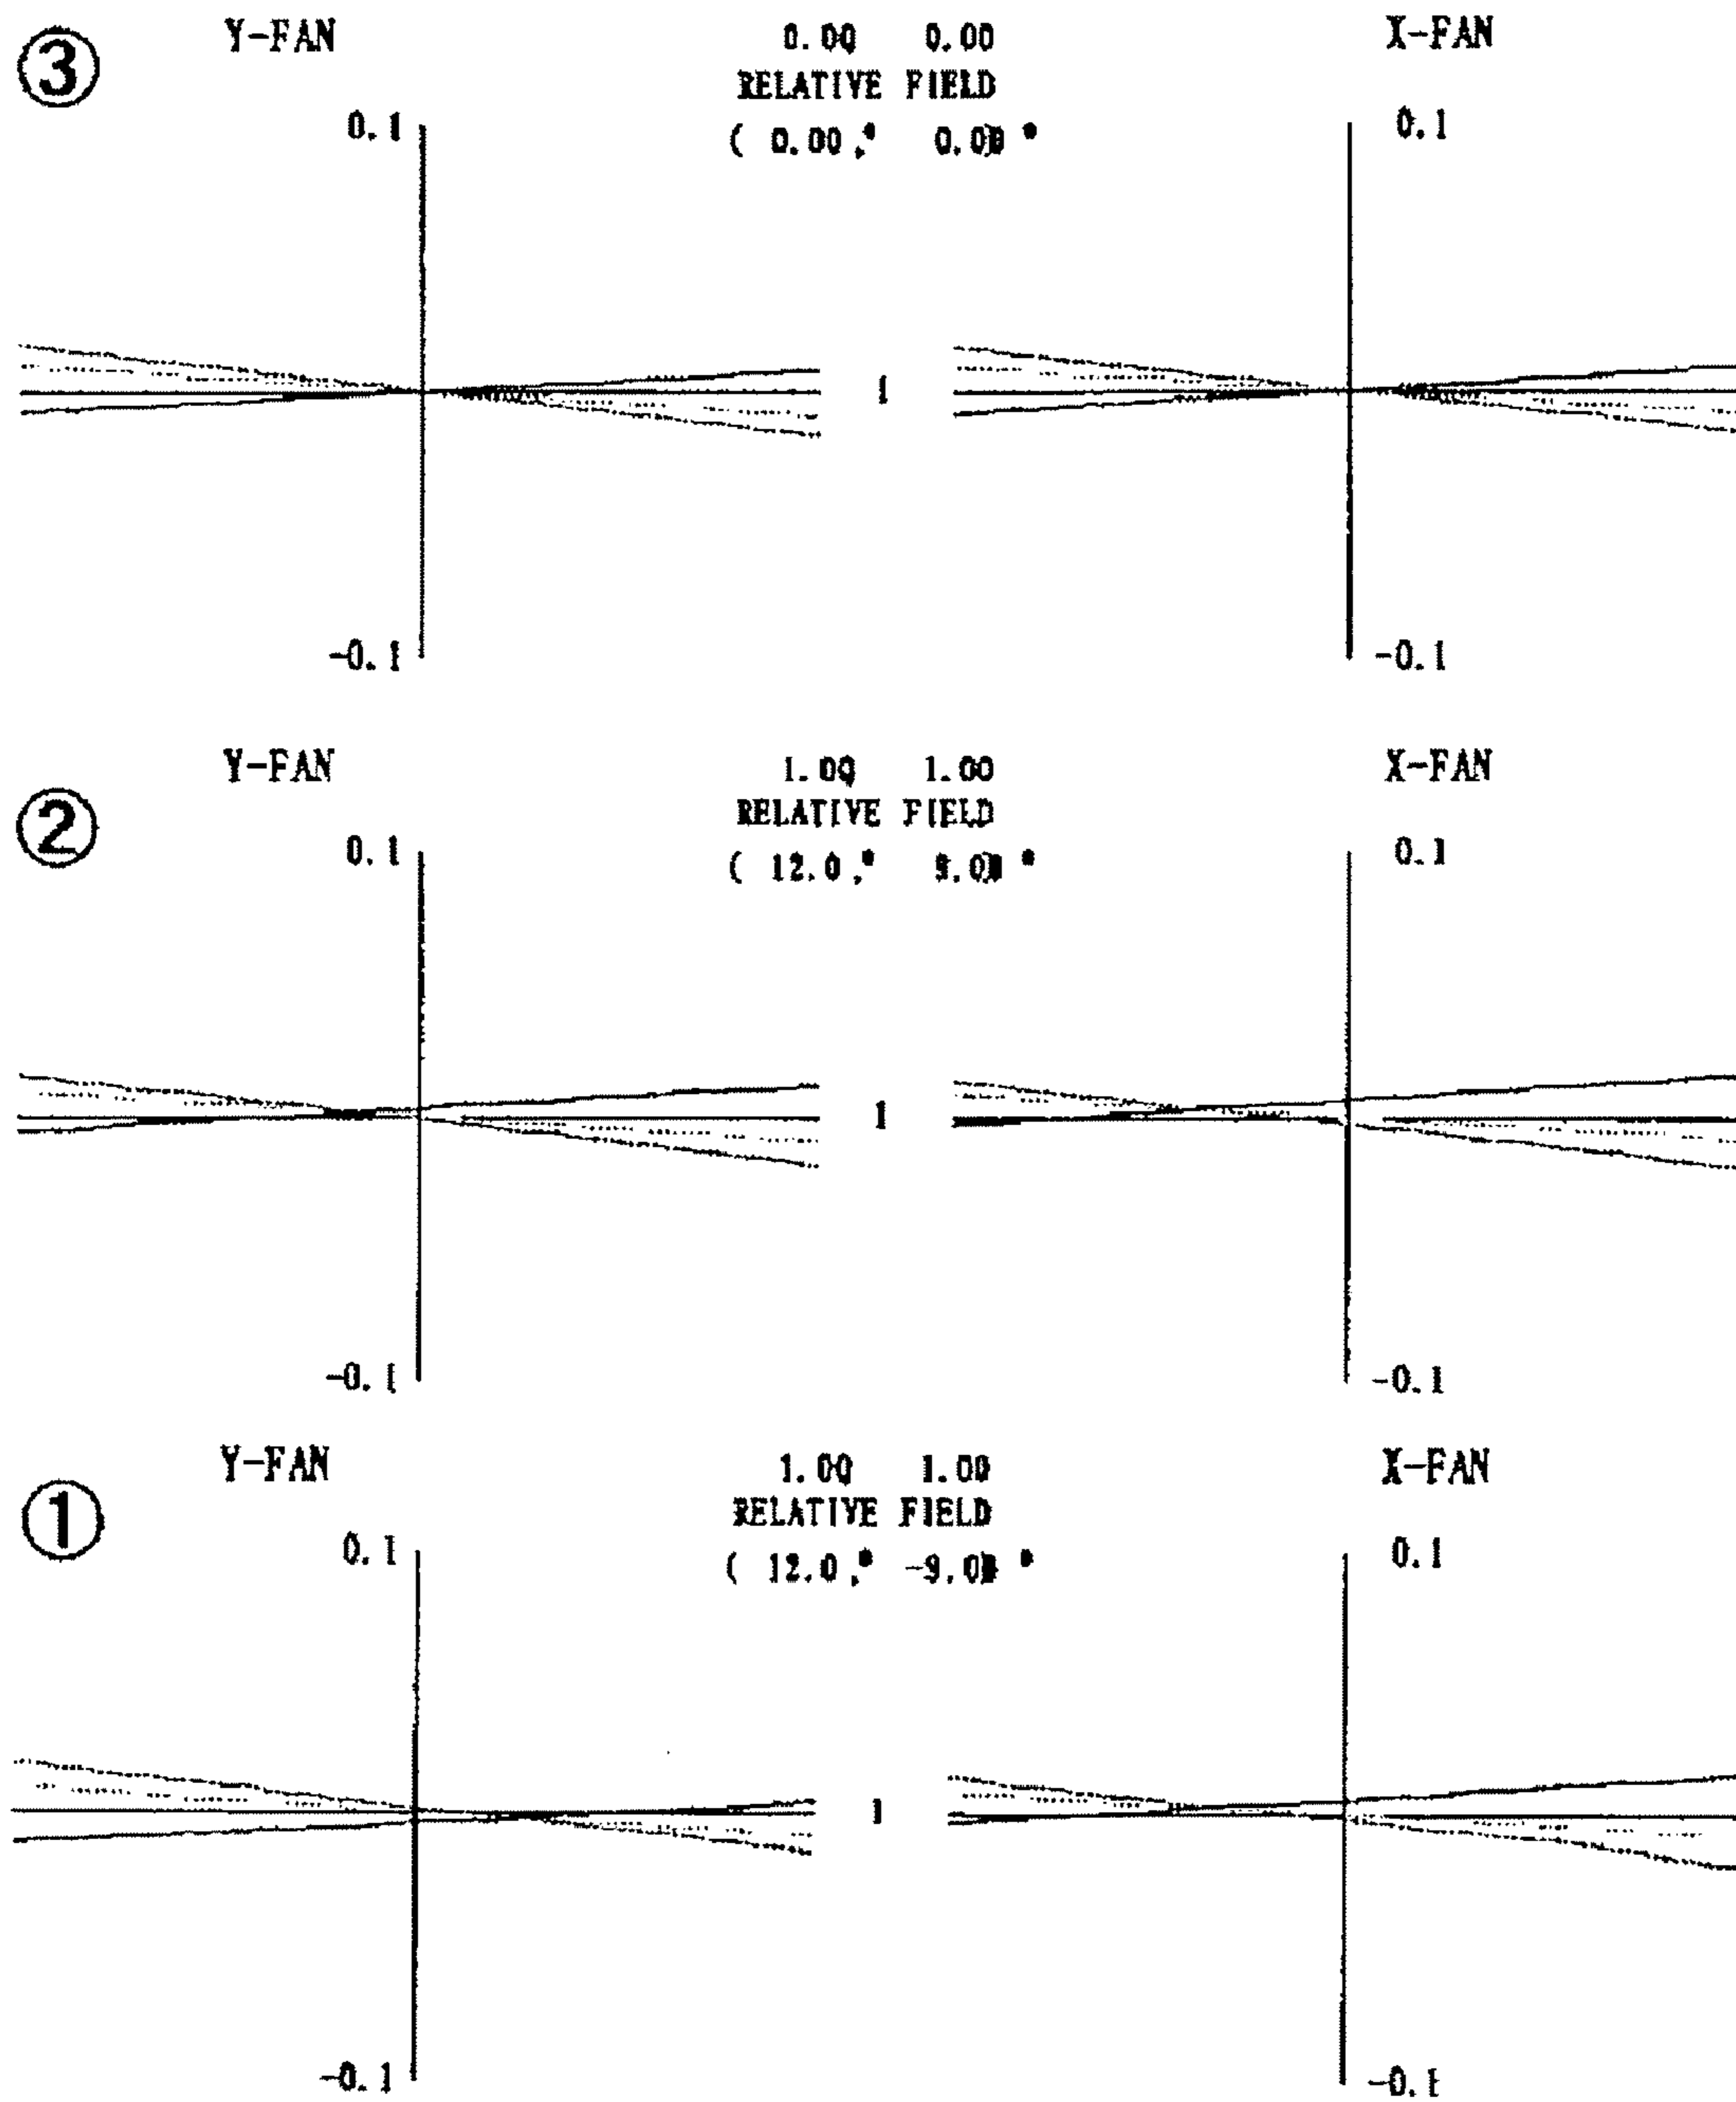 ③ Y-FAN 0.00 0.00 X-FAN
RELATIVE FIELD
0.1 ( 0.00,° 0.00) ° 0.1
1
-0.1 -0.1
Y-FAN 1.00 1.00 X-FAN
② RELATIVE FIELD
0.1 ( 12.0,° 9.0) ° 0.1
1
-0.1 -0.1
Y-FAN 1.00 1.00 X-FAN
① RELATIVE FIELD
0.1 ( 12.0,° -9.0) ° 0.1
1
-0.1 -0.1